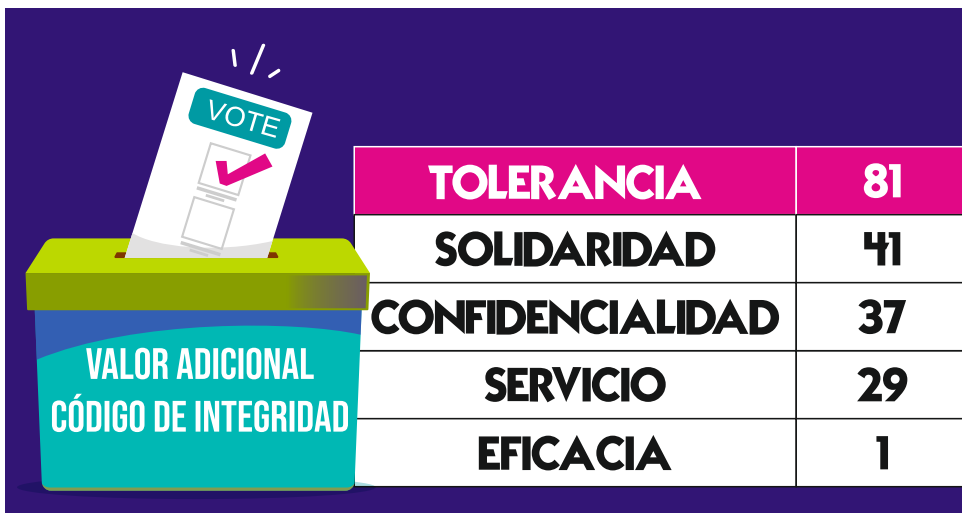 VOTE
VALOR ADICIONAL
CÓDIGO DE INTEGRIDAD
TOLERANCIA 81
SOLIDARIDAD 41
CONFIDENCIALIDAD 37
SERVICIO 29
EFICACIA 1